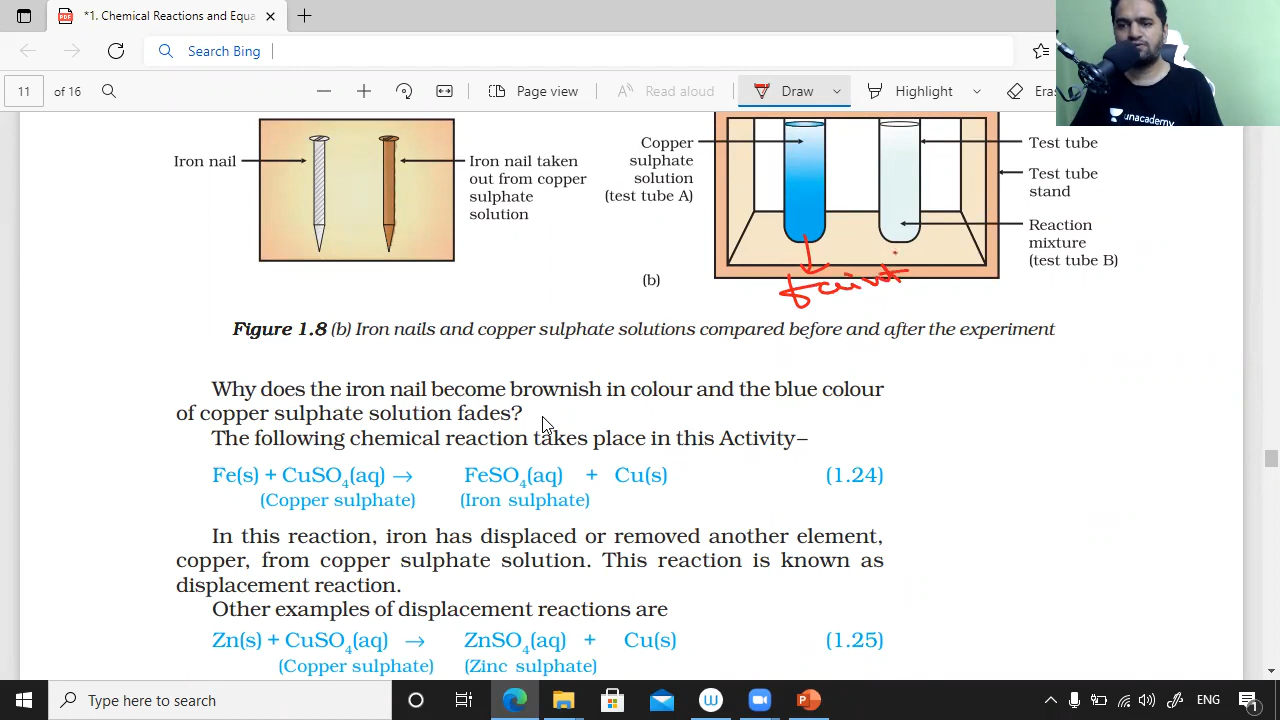 *1. Chemical Reactions and Equa
Search Bing
11 of 16
Page view
Read aloud
Draw
Highlight
Eras
unacademy
Iron nail
Iron nail taken
out from copper
sulphate
solution
Copper
sulphate
solution
(test tube A)
Test tube
Test tube
stand
Reaction
mixture
(test tube B)
(b)
faint
Figure 1.8 (b) Iron nails and copper sulphate solutions compared before and after the experiment
Why does the iron nail become brownish in colour and the blue colour
of copper sulphate solution fades?
The following chemical reaction takes place in this Activity–
Fe(s) + CuSO₄(aq) → FeSO₄(aq) + Cu(s) (1.24)
(Copper sulphate) (Iron sulphate)
In this reaction, iron has displaced or removed another element,
copper, from copper sulphate solution. This reaction is known as
displacement reaction.
Other examples of displacement reactions are
Zn(s) + CuSO₄(aq) → ZnSO₄(aq) + Cu(s) (1.25)
(Copper sulphate) (Zinc sulphate)
Type here to search
ENG
1